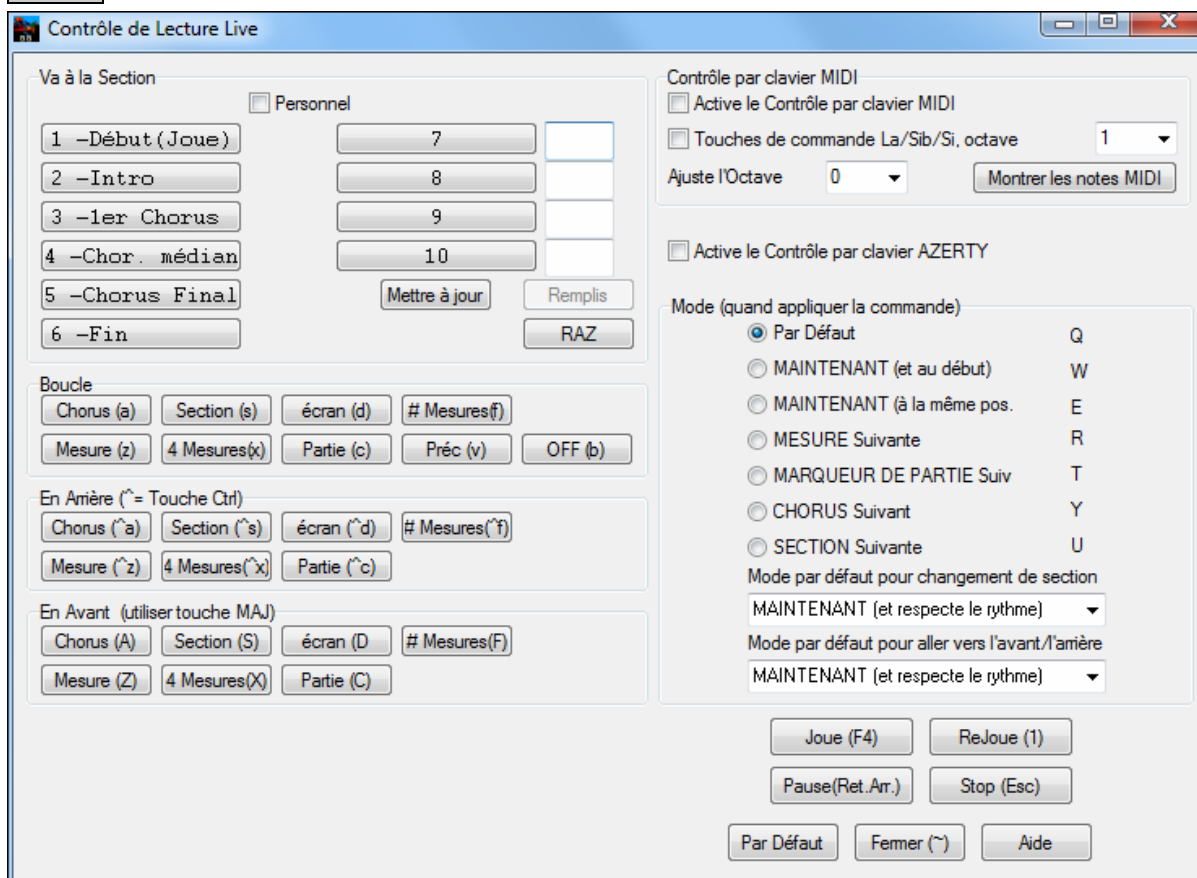 Contrôle de Lecture Live
Va à la Section
Personnel
1 –Début(Joue)
7
2 –Intro
8
3 –1er Chorus
9
4 –Chor. médian
10
5 –Chorus Final
Mettre à jour
Remplis
6 –Fin
RAZ
Boucle
Chorus (a)
Section (s)
écran (d)
# Mesures(f)
Mesure (z)
4 Mesures(x)
Partie (c)
Préc (v)
OFF (b)
En Arrière (^= Touche Ctrl)
Chorus (^a)
Section (^s)
écran (^d)
# Mesures(^f)
Mesure (^z)
4 Mesures(^x)
Partie (^c)
En Avant (utiliser touche MAJ)
Chorus (A)
Section (S)
écran (D
# Mesures(F)
Mesure (Z)
4 Mesures(X)
Partie (C)
Contrôle par clavier MIDI
Active le Contrôle par clavier MIDI
Touches de commande La/Sib/Si, octave
1
Ajuste l'Octave
0
Montrer les notes MIDI
Active le Contrôle par clavier AZERTY
Mode (quand appliquer la commande)
Par Défaut Q
MAINTENANT (et au début) W
MAINTENANT (à la même pos. E
MESURE Suivante R
MARQUEUR DE PARTIE Suiv T
CHORUS Suivant Y
SECTION Suivante U
Mode par défaut pour changement de section
MAINTENANT (et respecte le rythme)
Mode par défaut pour aller vers l'avant/l'arrière
MAINTENANT (et respecte le rythme)
Joue (F4)
ReJoue (1)
Pause(Ret.Arr.)
Stop (Esc)
Par Défaut
Fermer (~)
Aide